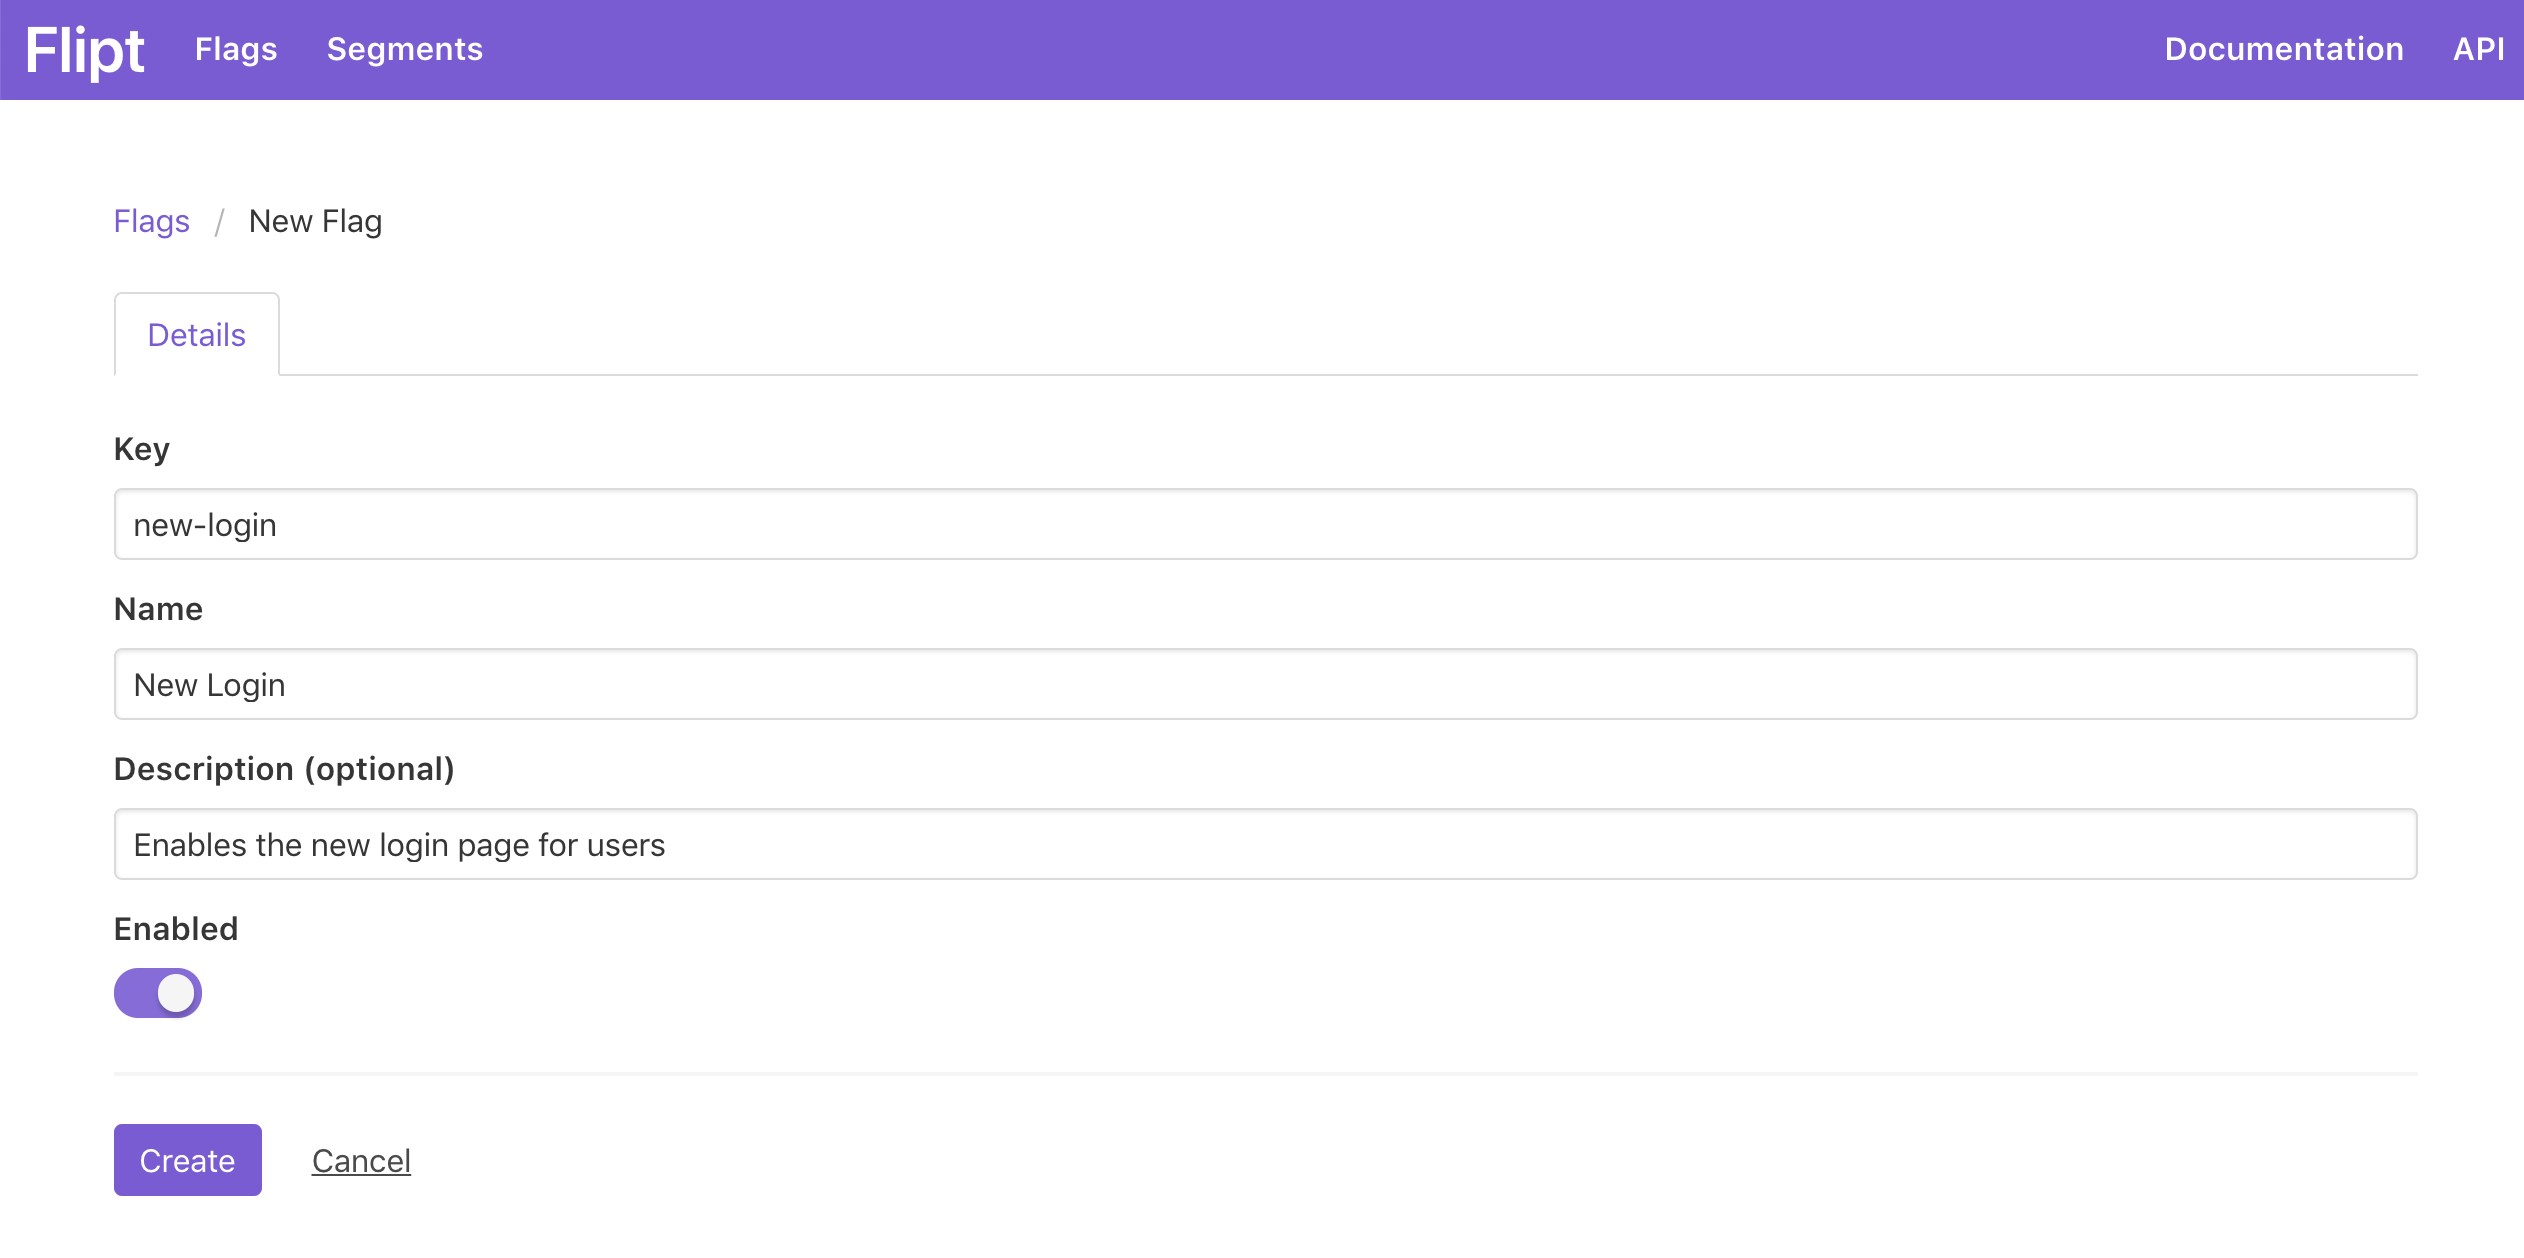 Flipt Flags Segments Documentation API
Flags / New Flag
Details
Key
new-login
Name
New Login
Description (optional)
Enables the new login page for users
Enabled
Create Cancel